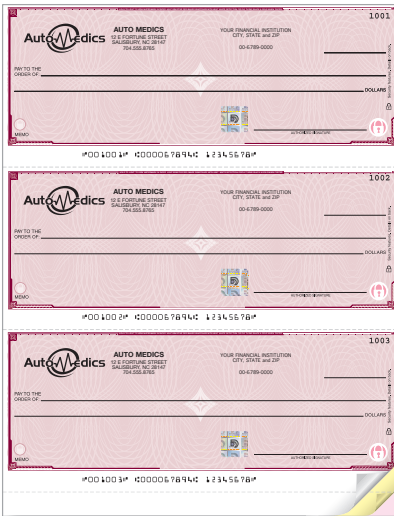 1001
AutoMedics
AUTO MEDICS
12 E FORTUNE STREET
SALISBURY, NC 28147
704.555.8765
YOUR FINANCIAL INSTITUTION
CITY, STATE and ZIP
00-6789-0000
PAY TO THE
ORDER OF:
DOLLARS
MEMO
AUTHORIZED SIGNATURE
⑈001001⑈ ⑆000067894⑆ 12345678⑈
1002
AutoMedics
AUTO MEDICS
12 E FORTUNE STREET
SALISBURY, NC 28147
704.555.8765
YOUR FINANCIAL INSTITUTION
CITY, STATE and ZIP
00-6789-0000
PAY TO THE
ORDER OF:
DOLLARS
MEMO
AUTHORIZED SIGNATURE
⑈001002⑈ ⑆000067894⑆ 12345678⑈
1003
AutoMedics
AUTO MEDICS
12 E FORTUNE STREET
SALISBURY, NC 28147
704.555.8765
YOUR FINANCIAL INSTITUTION
CITY, STATE and ZIP
00-6789-0000
PAY TO THE
ORDER OF:
DOLLARS
MEMO
AUTHORIZED SIGNATURE
⑈001003⑈ ⑆000067894⑆ 12345678⑈